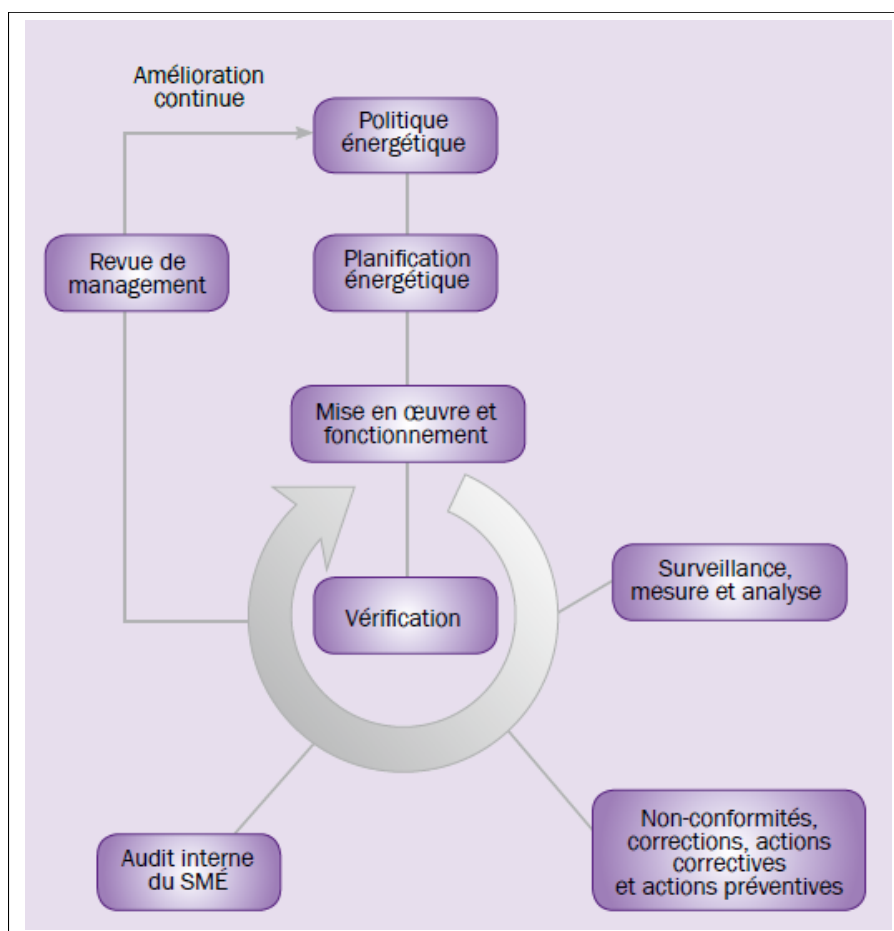 Amélioration
continue
Politique
énergétique
Revue de
management
Planification
énergétique
Mise en œuvre et
fonctionnement
Surveillance,
mesure et analyse
Vérification
Audit interne
du SMÉ
Non-conformités,
corrections, actions
correctives
et actions préventives